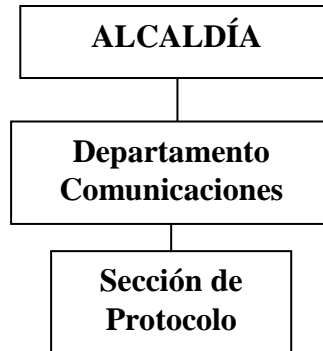 ALCALDÍA
Departamento
Comunicaciones
Sección de
Protocolo